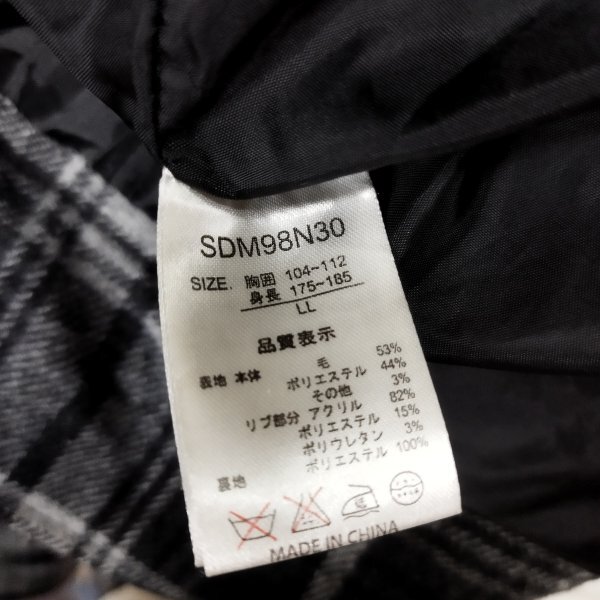 SDM98N30
SIZE. 胸囲 104~112
身長 175~185
LL
品質表示
表地 本体 毛 53%
ポリエステル 44%
その他 3%
リブ部分 アクリル 82%
ポリエステル 15%
ポリウレタン 3%
裏地 ポリエステル 100%
MADE IN CHINA